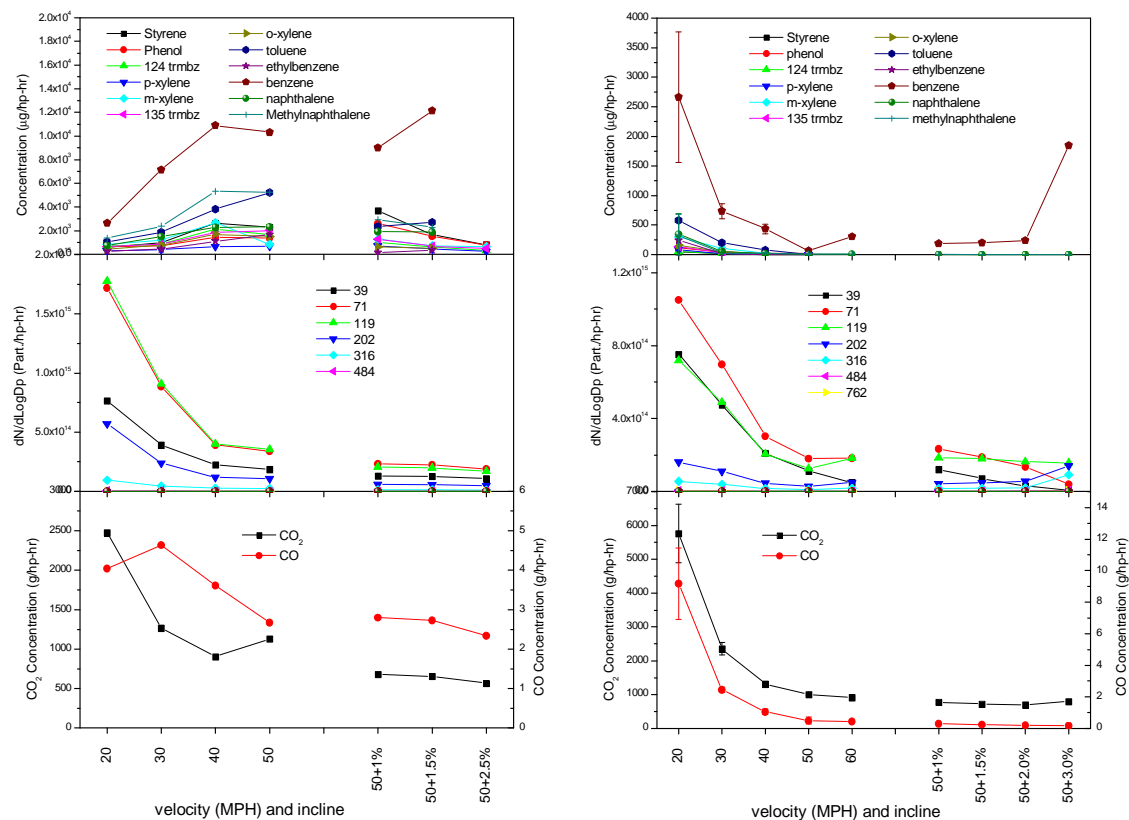 2.0x10⁴
1.8x10⁴
1.6x10⁴
1.4x10⁴
1.2x10⁴
1.0x10⁴
8.0x10³
6.0x10³
4.0x10³
2.0x10³
Concentration (μg/hp-hr)
Styrene o-xylene
Phenol toluene
124 trmbz ethylbenzene
p-xylene benzene
m-xylene naphthalene
135 trmbz Methylnaphthalene
1.5x10¹⁵
1.0x10¹⁵
5.0x10¹⁴
dN/dLogDp (Part./hp-hr)
39
71
119
202
316
484
2500
2000
1500
1000
500
0
CO₂ Concentration (g/hp-hr)
CO₂
CO
6
5
4
3
2
1
0
CO Concentration (g/hp-hr)
20 30 40 50 50+1% 50+1.5% 50+2.5%
velocity (MPH) and incline
4000
3500
3000
2500
2000
1500
1000
500
0
Concentration (μg/hp-hr)
Styrene o-xylene
phenol toluene
124 trmbz ethylbenzene
p-xylene benzene
m-xylene naphthalene
135 trmbz methylnaphthalene
1.2x10¹⁵
8.0x10¹⁴
4.0x10¹⁴
dN/dLogDp (Part./hp-hr)
39
71
119
202
316
484
762
6000
5000
4000
3000
2000
1000
0
CO₂ Concentration (g/hp-hr)
CO₂
CO
14
12
10
8
6
4
2
0
CO Concentration (g/hp-hr)
20 30 40 50 60 50+1% 50+1.5% 50+2.0% 50+3.0%
velocity (MPH) and incline